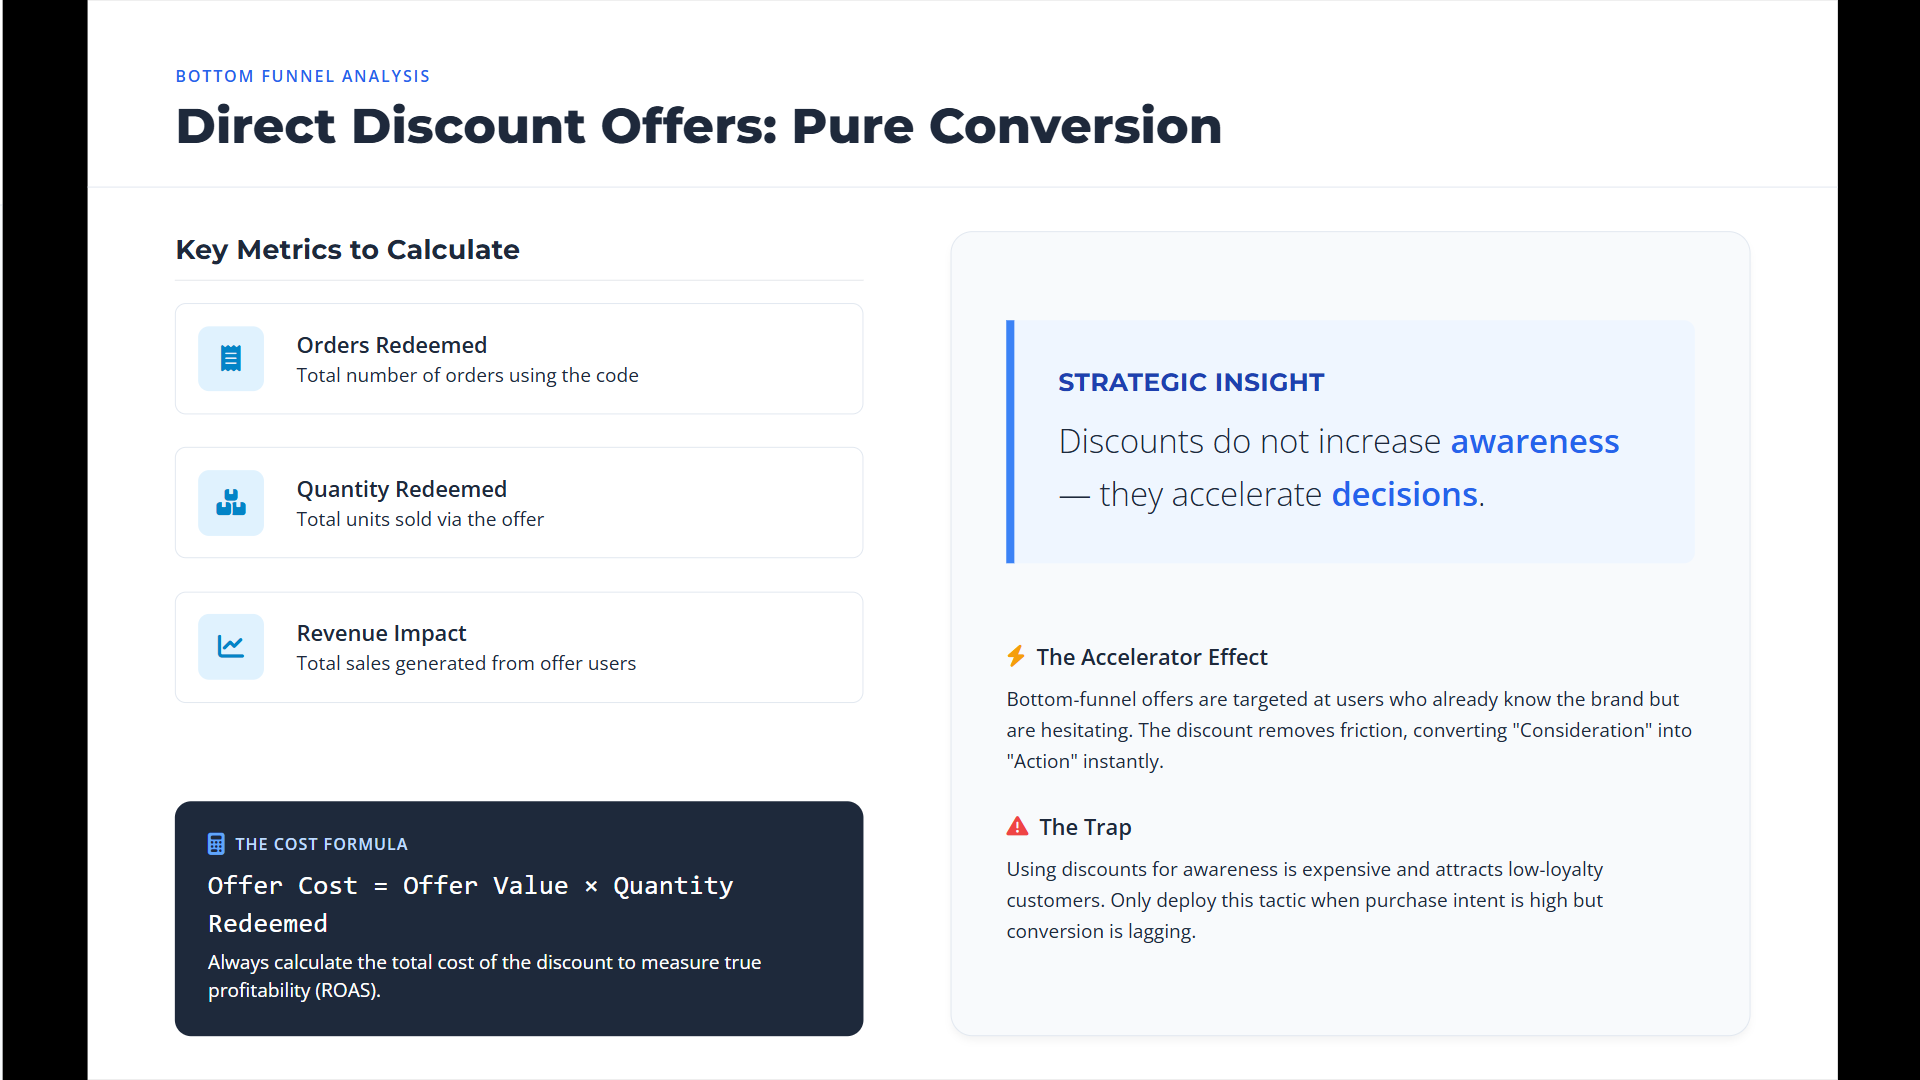 BOTTOM FUNNEL ANALYSIS
Direct Discount Offers: Pure Conversion
Key Metrics to Calculate
Orders Redeemed
Total number of orders using the code
Quantity Redeemed
Total units sold via the offer
Revenue Impact
Total sales generated from offer users
THE COST FORMULA
Offer Cost = Offer Value × Quantity
Redeemed
Always calculate the total cost of the discount to measure true
profitability (ROAS).
STRATEGIC INSIGHT
Discounts do not increase awareness
— they accelerate decisions.
The Accelerator Effect
Bottom-funnel offers are targeted at users who already know the brand but
are hesitating. The discount removes friction, converting "Consideration" into
"Action" instantly.
The Trap
Using discounts for awareness is expensive and attracts low-loyalty
customers. Only deploy this tactic when purchase intent is high but
conversion is lagging.